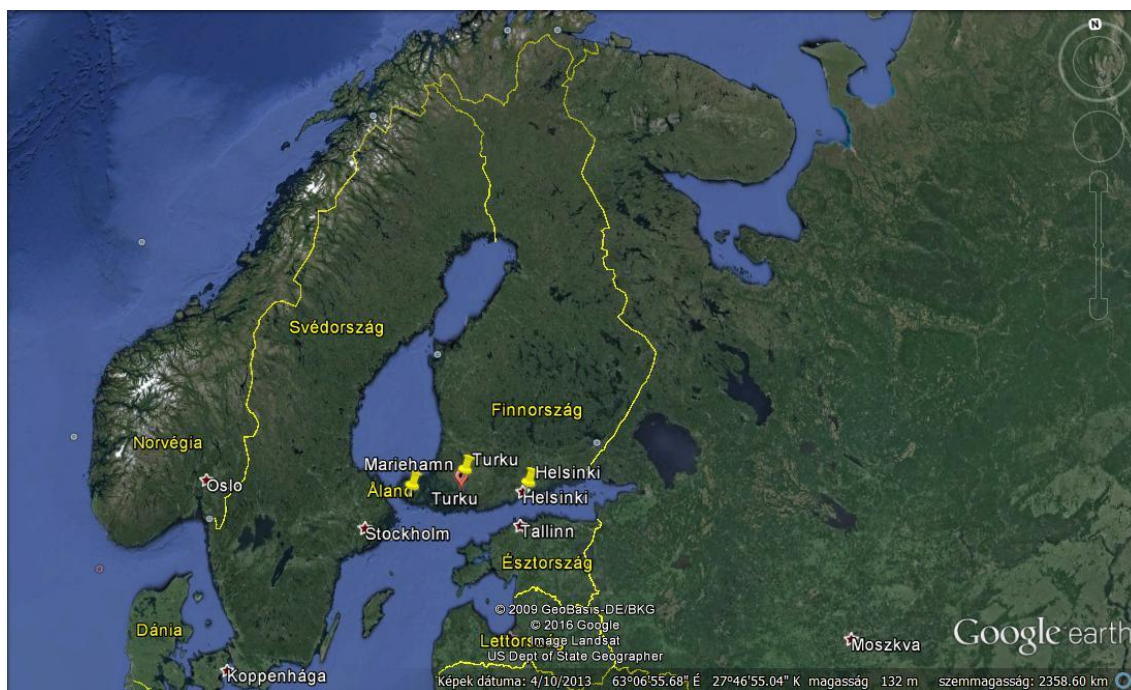 N
Svédország
Finnország
Norvégia
Mariehamn
Turku
Helsinki
Åland
Oslo
Turku
Helsinki
Stockholm
Tallinn
Észtország
© 2009 GeoBasis-DE/BKG
© 2016 Google
Dánia
Lettország
Image Landsat
Google earth
US Dept of State Geographer
Moszkva
Koppenhága
Képek dátuma: 4/10/2013 63°06'55.68" É 27°46'55.04" K magasság 132 m szemmagasság: 2358.60 km